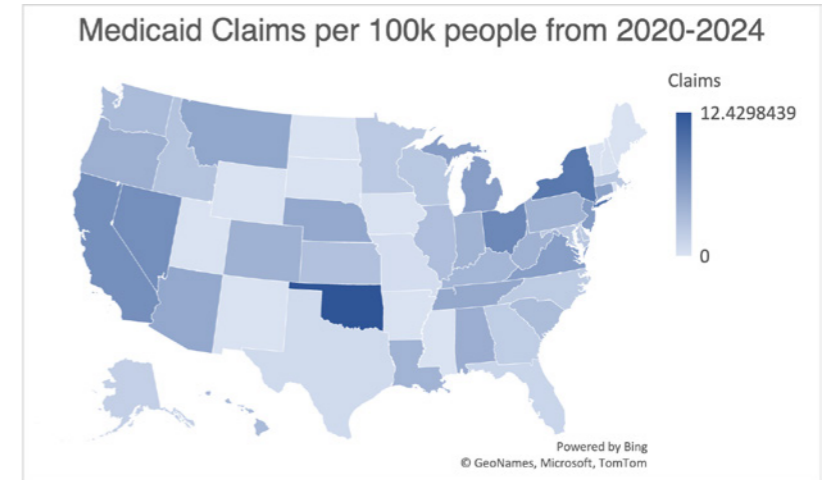 Medicaid Claims per 100k people from 2020-2024
Claims
12.4298439
0
Powered by Bing
© GeoNames, Microsoft, TomTom